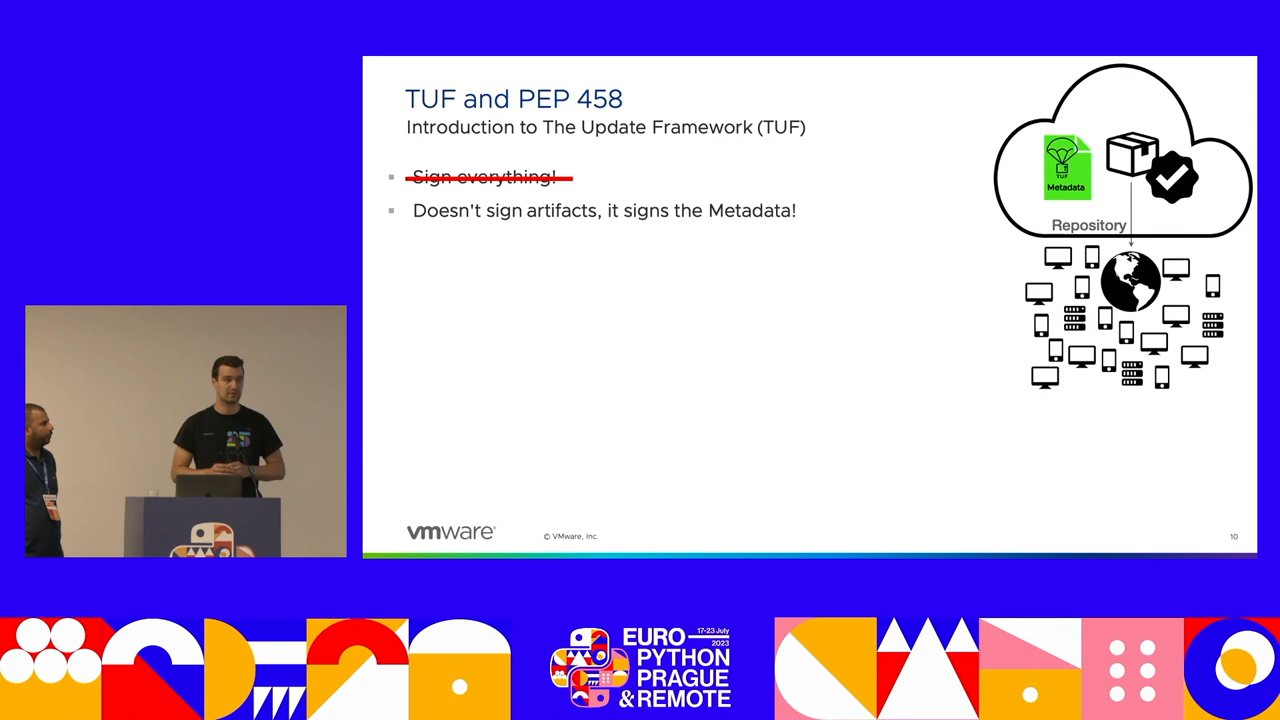 TUF and PEP 458
Introduction to The Update Framework (TUF)
Sign everything!
Doesn't sign artifacts, it signs the Metadata!
TUF
Metadata
Repository
vmware®
© VMware, Inc.
10
EURO
17-23 July
2023
PYTHON
PRAGUE
& REMOTE